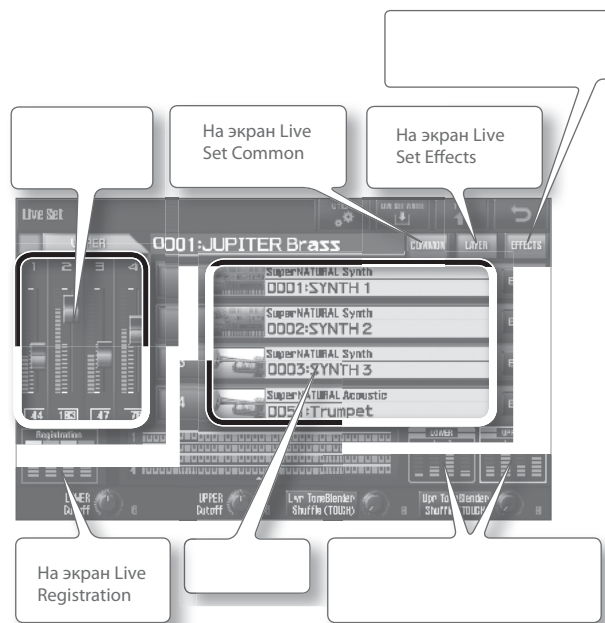 На экран Live
Set Common
На экран Live
Set Effects
Live Set
UPPER
0001:JUPITER Brass
COMMON
LAYER
EFFECTS
1 2 3 4
SuperNATURAL Synth
0001:SYNTH 1
SuperNATURAL Synth
0002:SYNTH 2
SuperNATURAL Synth
0003:SYNTH 3
SuperNATURAL Acoustic
:Trumpet
44 47
Registration
LOWER
LOWER
Cutoff
UPPER
Cutoff
Lwr ToneBlender
Shuffle (TOUCH)
Upr ToneBlender
Shuffle (TOUCH)
На экран Live
Registration